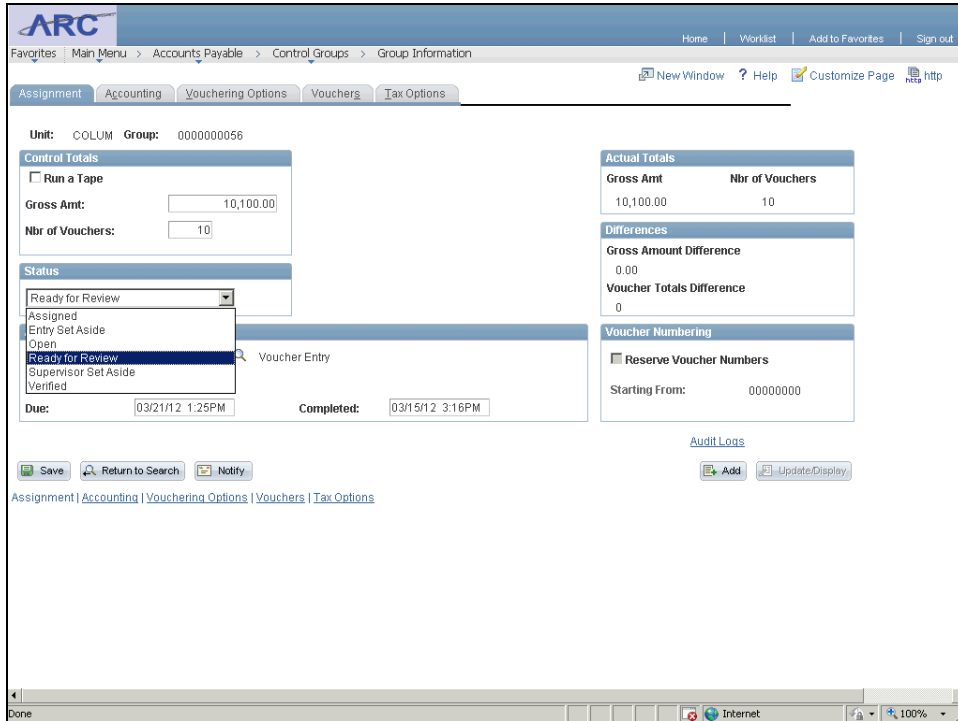 ARC
Home | Worklist | Add to Favorites | Sign out
Favorites Main Menu > Accounts Payable > Control Groups > Group Information
New Window ? Help Customize Page http
Assignment Accounting Vouchering Options Vouchers Tax Options
Unit: COLUM Group: 0000000056
Control Totals
Run a Tape
Gross Amt: 10,100.00
Nbr of Vouchers: 10
Actual Totals
Gross Amt Nbr of Vouchers
10,100.00 10
Differences
Gross Amount Difference
0.00
Voucher Totals Difference
0
Status
Ready for Review
Assigned
Entry Set Aside
Open
Ready for Review
Supervisor Set Aside
Verified
Voucher Entry
Due: 03/21/12 1:25PM Completed: 03/15/12 3:16PM
Voucher Numbering
Reserve Voucher Numbers
Starting From: 00000000
Audit Logs
Save Return to Search Notify Add Update/Display
Assignment | Accounting | Vouchering Options | Vouchers | Tax Options
Done Internet 100%